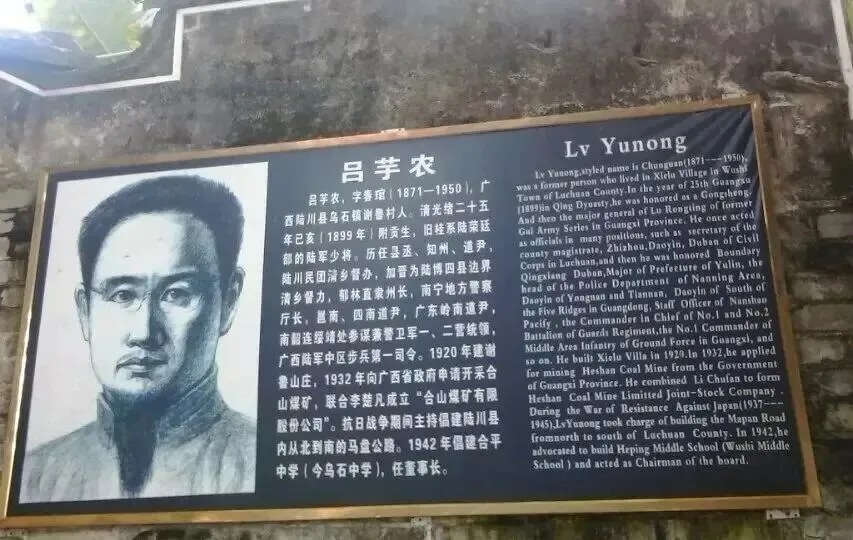 吕芋农
吕芋农，字春琯（1871—1950），广
西陆川县乌石镇谢鲁村人。清光绪二十五
年己亥（1899年）附贡生，旧桂系陆荣廷
部的陆军少将。历任县丞、知州、道尹，
陆川民团清乡督办，加晋为陆博四县边界
清乡督力，郁林直隶州长，南宁地方警察
厅长，邕南、四南道尹，广东岭南道尹，
南韶连绥靖处参谋兼警卫军一、二营统领，
广西陆军中区步兵第一司令。1920年建谢
鲁山庄，1932年向广西省政府申请开采合
山煤矿，联合李楚凡成立“合山煤矿有限
股份公司”。抗日战争期间主持倡建陆川县
内从北到南的马盘公路。1942年倡建合平
中学（今乌石中学），任董事长。
Lv Yunong
Lv Yunong,styled name is Chunguan(1871---1950),
was a former person who lived in Xielu Village in Wushi
Town of Luchuan County.In the year of 25th Guangxu
(1899)in Qing Dyuasty,he was honored as a Gongsheng.
And then the major general of Lu Rongting of former
Gui Army Series in Guangxi Province. He once acted
as officials in many positions, such as secretary of the
county magistrate, Zhizhou,Daoyin, Duban of Civil
Corps in Luchuan,and then he was honored Boundary
Qingxiang Duban,Major of Prefecture of Yulin, the
head of the Police Department of Nanning Area,
Daoyin of Yongnan and Tiannan, Daoyin of South of
the Five Ridges in Guangdong, Staff Officer of Nanshao
Pacify , the Commander in Chief of No.1 and No.2
Battalion of Guards Regiment,the No.1 Commander of
Middle Area Infantry of Ground Force in Guangxi, and
so on. He built Xielu Villa in 1920.In 1932,he applied
for mining Heshan Coal Mine from the Government
of Guangxi Province. He combined Li Chufan to form
Heshan Coal Mine Limitted Joint-Stock Company .
During the War of Resistance Against Japan(1937---
1945),LvYunong took charge of building the Mapan Road
fromnorth to south of Luchuan County. In 1942,he
advocated to build Heping Middle School (Wushi Middle
School ) and acted as Chairman of the board.